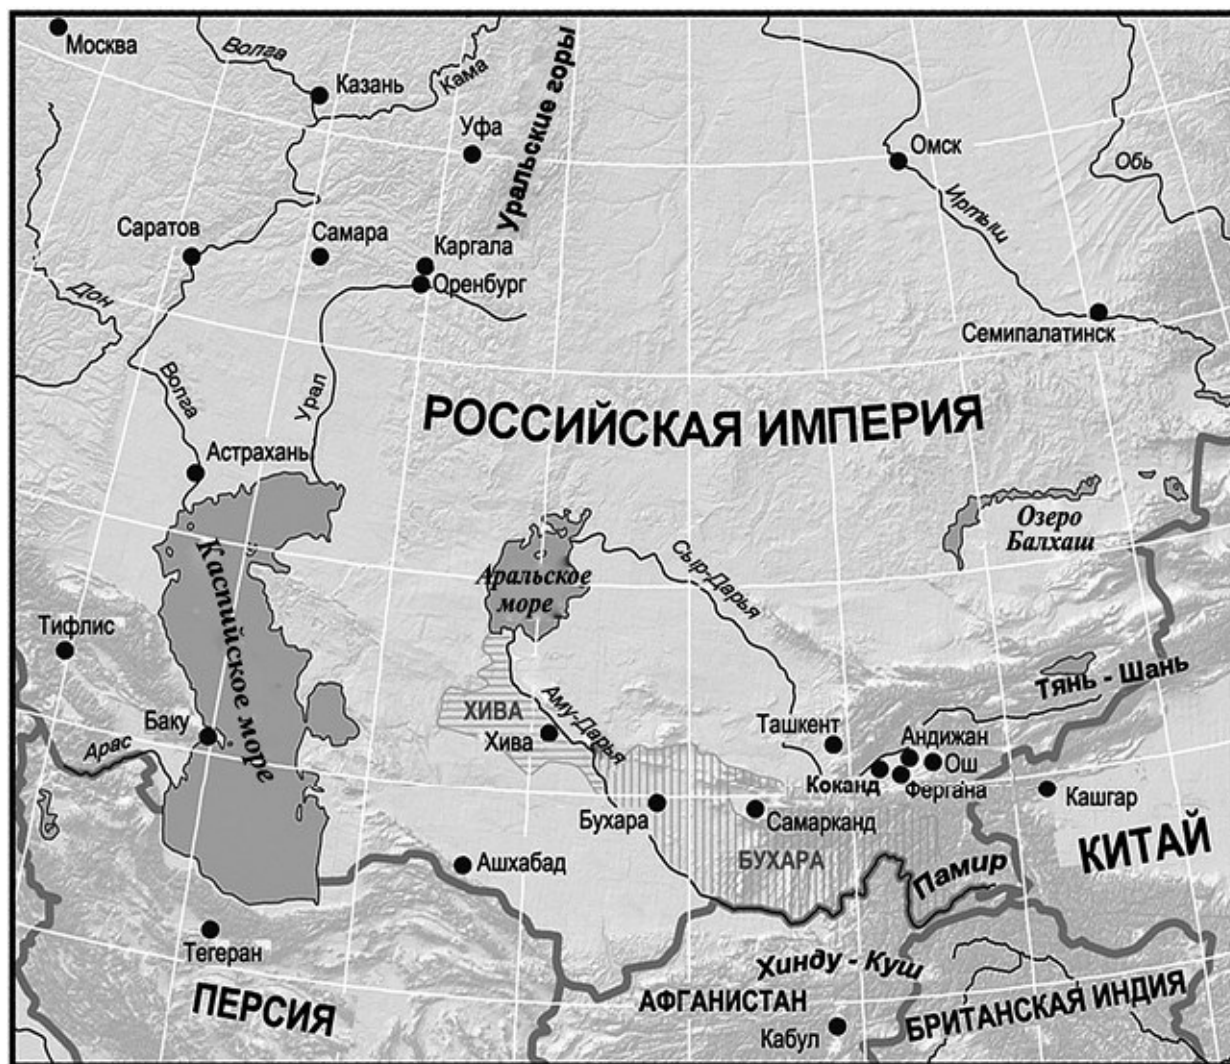 Москва
Волга
Казань
Кама
Уральские горы
Уфа
Омск
Обь
Иртыш
Саратов
Самара
Каргала
Оренбург
Дон
Семипалатинск
Волга
Урал
РОССИЙСКАЯ ИМПЕРИЯ
Астрахань
Озеро
Балхаш
Каспийское море
Аральское
море
Сыр-Дарья
Тифлис
Тянь - Шань
ХИВА
Аму-Дарья
Баку
Арас
Хива
Ташкент
Андижан
Ош
Коканд
Фергана
Кашгар
Бухара
Самарканд
БУХАРА
КИТАЙ
Ашхабад
Памир
Тегеран
Хинду - Куш
ПЕРСИЯ
АФГАНИСТАН
БРИТАНСКАЯ ИНДИЯ
Кабул